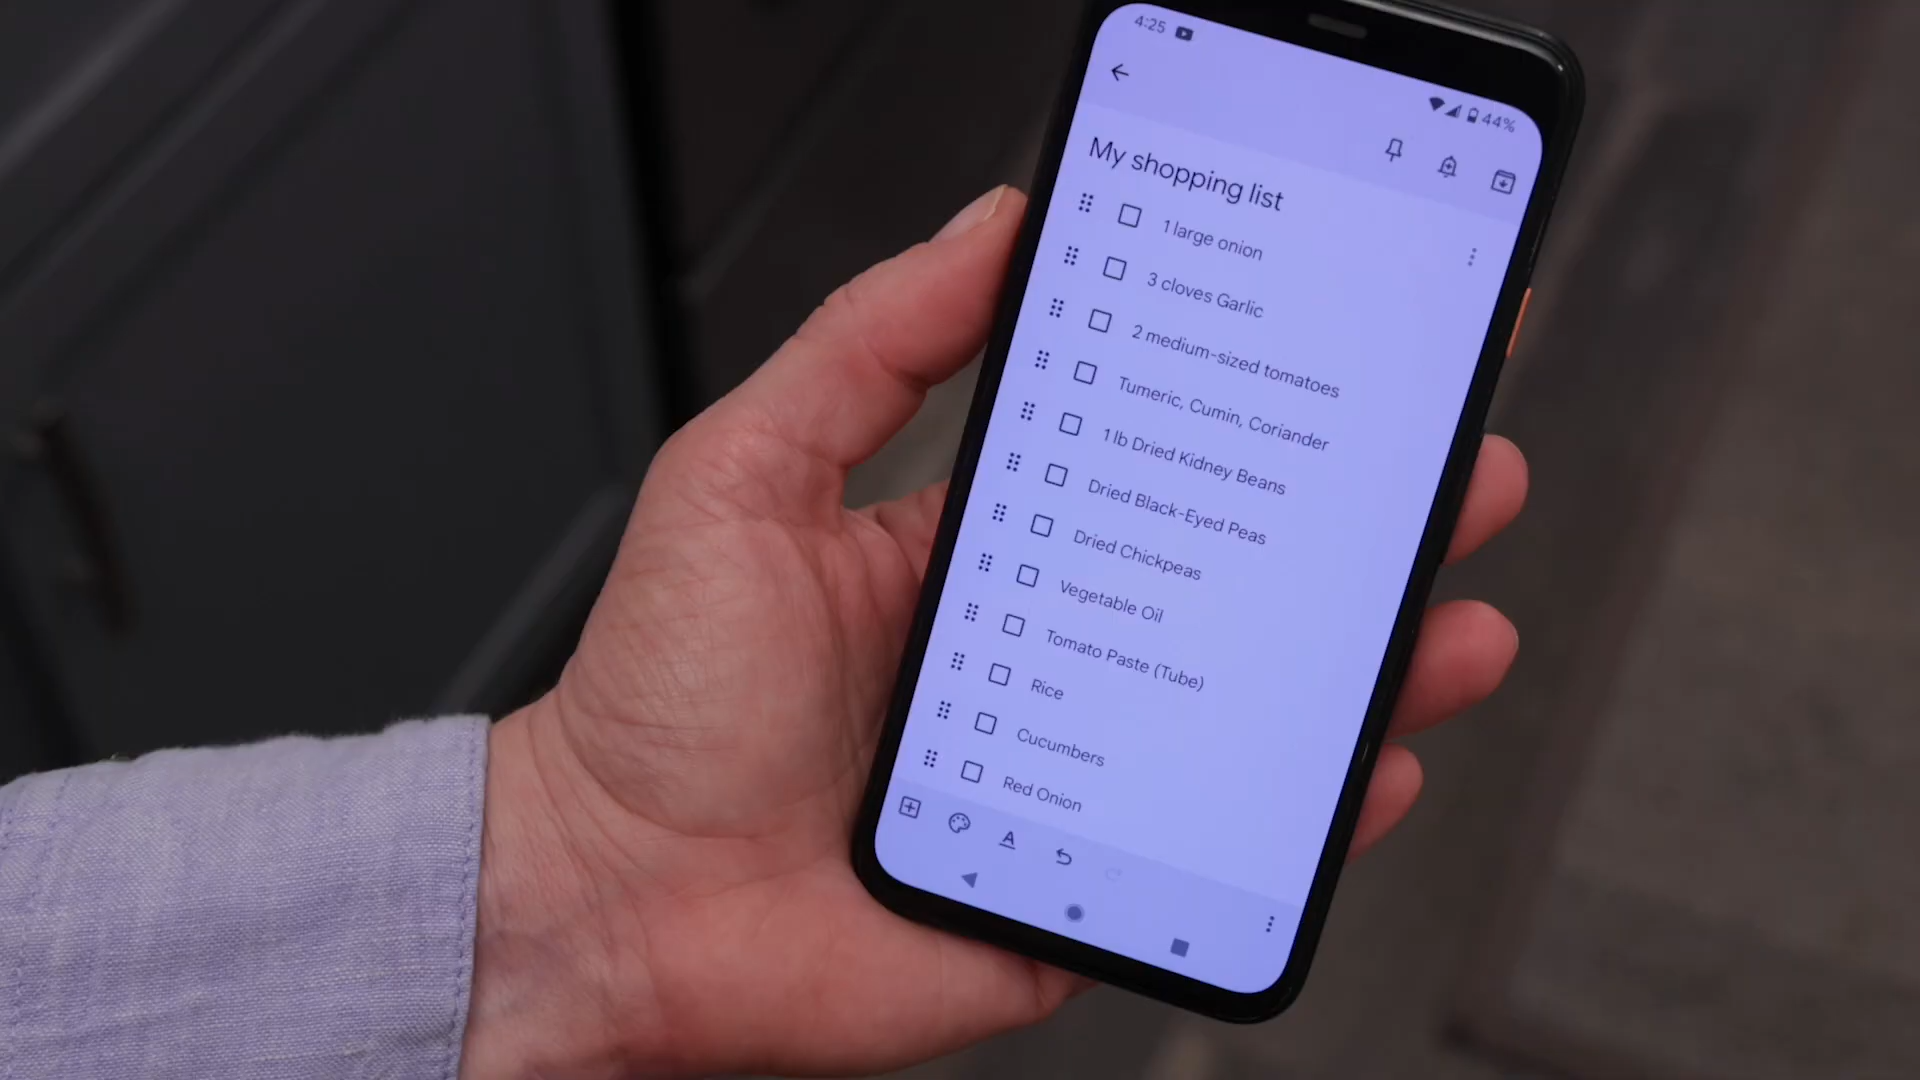 4:25
44%
My shopping list
1 large onion
3 cloves Garlic
2 medium-sized tomatoes
Tumeric, Cumin, Coriander
1 lb Dried Kidney Beans
Dried Black-Eyed Peas
Dried Chickpeas
Vegetable Oil
Tomato Paste (Tube)
Rice
Cucumbers
Red Onion